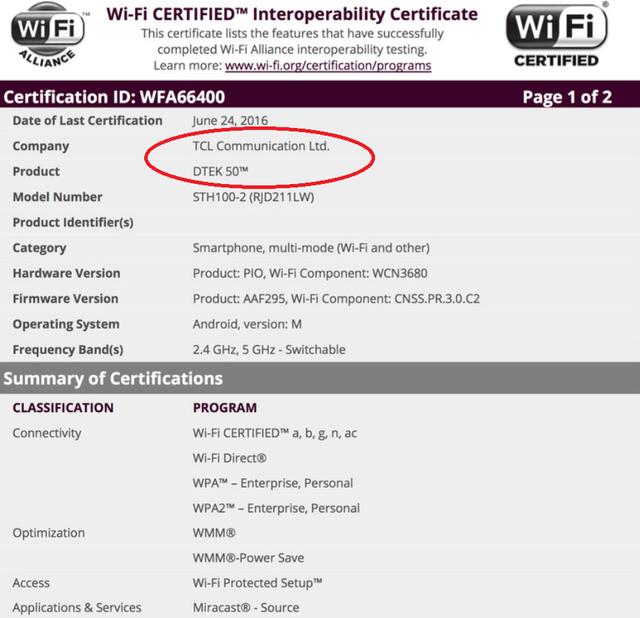 Wi Fi
™
ALLIANCE
Wi-Fi CERTIFIED™ Interoperability Certificate
This certificate lists the features that have successfully
completed Wi-Fi Alliance interoperability testing.
Learn more: www.wi-fi.org/certification/programs
Wi Fi
®
CERTIFIED
Certification ID: WFA66400 Page 1 of 2
Date of Last Certification June 24, 2016
Company TCL Communication Ltd.
Product DTEK 50™
Model Number STH100-2 (RJD211LW)
Product Identifier(s)
Category Smartphone, multi-mode (Wi-Fi and other)
Hardware Version Product: PIO, Wi-Fi Component: WCN3680
Firmware Version Product: AAF295, Wi-Fi Component: CNSS.PR.3.0.C2
Operating System Android, version: M
Frequency Band(s) 2.4 GHz, 5 GHz - Switchable
Summary of Certifications
CLASSIFICATION PROGRAM
Connectivity Wi-Fi CERTIFIED™ a, b, g, n, ac
Wi-Fi Direct®
WPA™ – Enterprise, Personal
WPA2™ – Enterprise, Personal
Optimization WMM®
WMM®-Power Save
Access Wi-Fi Protected Setup™
Applications & Services Miracast® - Source